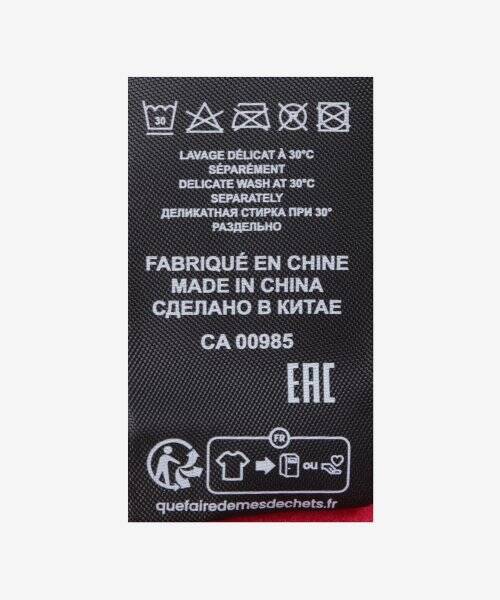 30
LAVAGE DÉLICAT À 30°C
SÉPARÉMENT
DELICATE WASH AT 30°C
SEPARATELY
ДЕЛИКАТНАЯ СТИРКА ПРИ 30°
РАЗДЕЛЬНО
FABRIQUÉ EN CHINE
MADE IN CHINA
СДЕЛАНО В КИТАЕ
CA 00985
EAC
FR
OU
quefairedemesdechets.fr